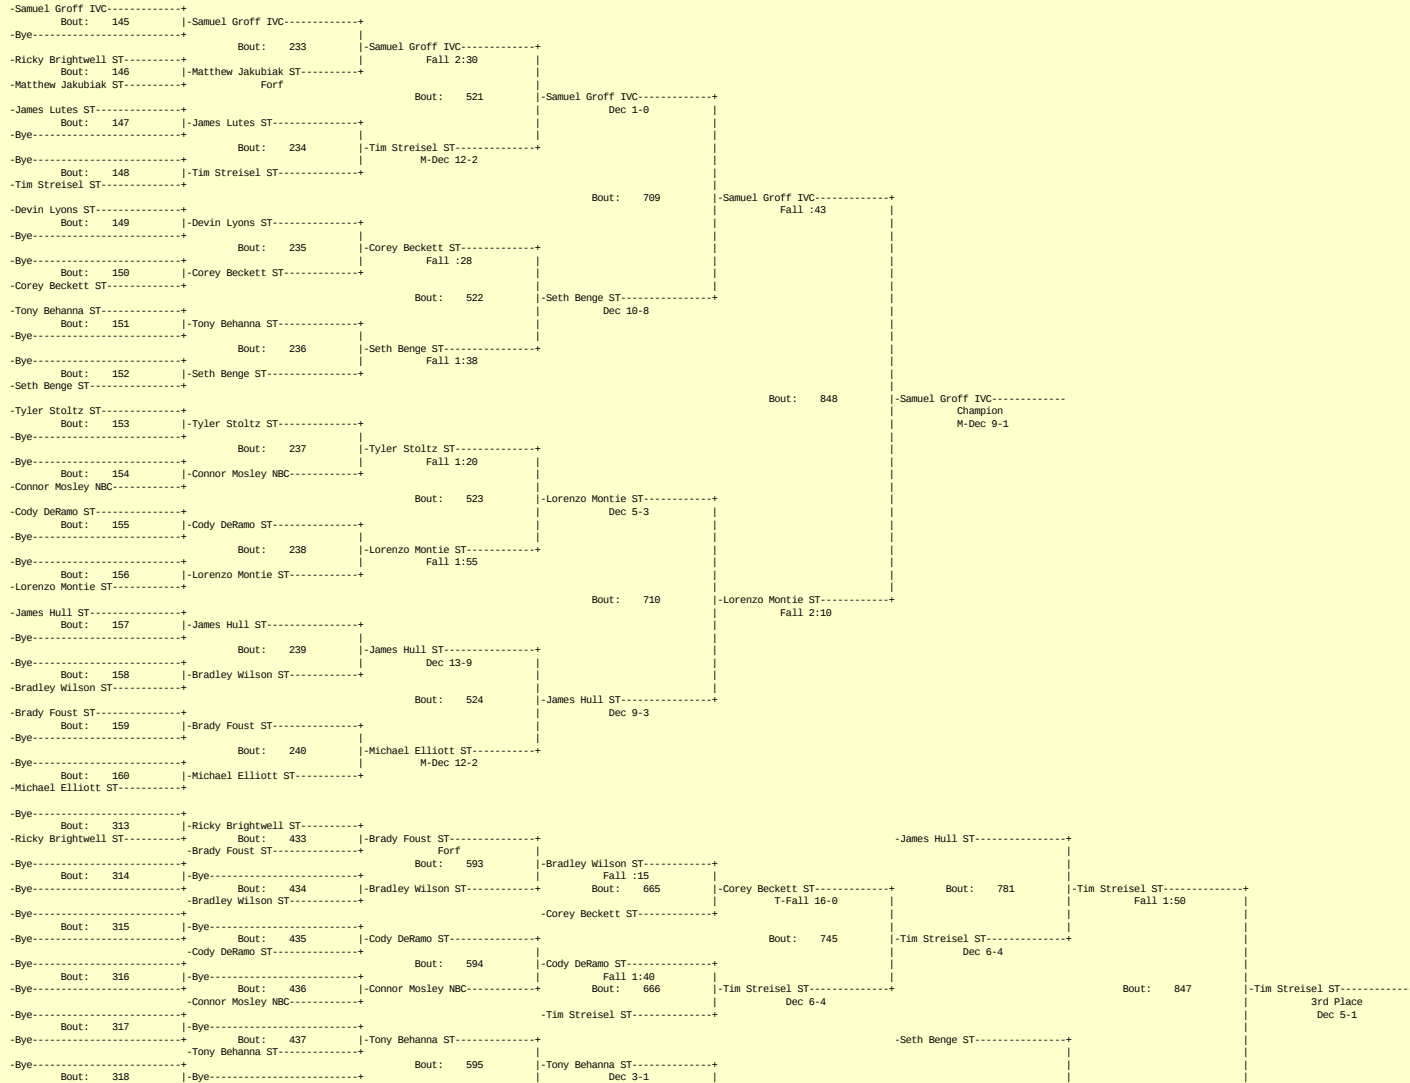 -Samuel Groff IVC-------------+
Bout: 145 |-Samuel Groff IVC-------------+
-Bye--------------------------+ |
Bout: 233 |-Samuel Groff IVC-------------+
-Ricky Brightwell ST----------+ | Fall 2:30 |
Bout: 146 |-Matthew Jakubiak ST----------+ |
-Matthew Jakubiak ST----------+ Forf |
Bout: 521 |-Samuel Groff IVC-------------+
-James Lutes ST---------------+ | Dec 1-0 |
Bout: 147 |-James Lutes ST---------------+ | |
-Bye--------------------------+ | | |
Bout: 234 |-Tim Streisel ST--------------+ |
-Bye--------------------------+ | M-Dec 12-2 |
Bout: 148 |-Tim Streisel ST--------------+ |
-Tim Streisel ST--------------+ |
Bout: 709 |-Samuel Groff IVC-------------+
-Devin Lyons ST---------------+ | Fall :43 |
Bout: 149 |-Devin Lyons ST---------------+ | |
-Bye--------------------------+ | | |
Bout: 235 |-Corey Beckett ST-------------+ | |
-Bye--------------------------+ | Fall :28 | | |
Bout: 150 |-Corey Beckett ST-------------+ | | |
-Corey Beckett ST-------------+ | | |
Bout: 522 |-Seth Benge ST----------------+ |
-Tony Behanna ST--------------+ | Dec 10-8 |
Bout: 151 |-Tony Behanna ST--------------+ | |
-Bye--------------------------+ | | |
Bout: 236 |-Seth Benge ST----------------+ |
-Bye--------------------------+ | Fall 1:38 |
Bout: 152 |-Seth Benge ST----------------+ |
-Seth Benge ST----------------+ |
Bout: 848 |-Samuel Groff IVC-------------
-Tyler Stoltz ST--------------+ | Champion
Bout: 153 |-Tyler Stoltz ST--------------+ | M-Dec 9-1
-Bye--------------------------+ | |
Bout: 237 |-Tyler Stoltz ST--------------+ |
-Bye--------------------------+ | Fall 1:20 | |
Bout: 154 |-Connor Mosley NBC------------+ | |
-Connor Mosley NBC------------+ | |
Bout: 523 |-Lorenzo Montie ST------------+ |
-Cody DeRamo ST---------------+ | Dec 5-3 | |
Bout: 155 |-Cody DeRamo ST---------------+ | | |
-Bye--------------------------+ | | | |
Bout: 238 |-Lorenzo Montie ST------------+ | |
-Bye--------------------------+ | Fall 1:55 | |
Bout: 156 |-Lorenzo Montie ST------------+ | |
-Lorenzo Montie ST------------+ | |
Bout: 710 |-Lorenzo Montie ST------------+
-James Hull ST----------------+ | Fall 2:10
Bout: 157 |-James Hull ST----------------+ |
-Bye--------------------------+ | |
Bout: 239 |-James Hull ST----------------+ |
-Bye--------------------------+ | Dec 13-9 | |
Bout: 158 |-Bradley Wilson ST------------+ | |
-Bradley Wilson ST------------+ | |
Bout: 524 |-James Hull ST----------------+
-Brady Foust ST---------------+ | Dec 9-3
Bout: 159 |-Brady Foust ST---------------+ |
-Bye--------------------------+ | |
Bout: 240 |-Michael Elliott ST-----------+
-Bye--------------------------+ | M-Dec 12-2
Bout: 160 |-Michael Elliott ST-----------+
-Michael Elliott ST-----------+
-Bye--------------------------+
Bout: 313 |-Ricky Brightwell ST----------+
-Ricky Brightwell ST----------+ Bout: 433 |-Brady Foust ST---------------+ -James Hull ST----------------+
-Brady Foust ST---------------+ Forf | |
-Bye--------------------------+ Bout: 593 |-Bradley Wilson ST------------+ |
Bout: 314 |-Bye--------------------------+ | Fall :15 | |
-Bye--------------------------+ Bout: 434 |-Bradley Wilson ST------------+ Bout: 665 |-Corey Beckett ST-------------+ Bout: 781 |-Tim Streisel ST--------------+
-Bradley Wilson ST------------+ | T-Fall 16-0 | | Fall 1:50 |
-Bye--------------------------+ -Corey Beckett ST-------------+ | | |
Bout: 315 |-Bye--------------------------+ | | |
-Bye--------------------------+ Bout: 435 |-Cody DeRamo ST---------------+ Bout: 745 |-Tim Streisel ST--------------+ |
-Cody DeRamo ST---------------+ | | Dec 6-4 |
-Bye--------------------------+ Bout: 594 |-Cody DeRamo ST---------------+ | |
Bout: 316 |-Bye--------------------------+ | Fall 1:40 | | |
-Bye--------------------------+ Bout: 436 |-Connor Mosley NBC------------+ Bout: 666 |-Tim Streisel ST--------------+ Bout: 847 |-Tim Streisel ST-------------
-Connor Mosley NBC------------+ | Dec 6-4 | 3rd Place
-Bye--------------------------+ -Tim Streisel ST--------------+ | Dec 5-1
Bout: 317 |-Bye--------------------------+ |
-Bye--------------------------+ Bout: 437 |-Tony Behanna ST--------------+ -Seth Benge ST----------------+ |
-Tony Behanna ST--------------+ | | |
-Bye--------------------------+ Bout: 595 |-Tony Behanna ST--------------+ | |
Bout: 318 |-Bye--------------------------+ | Dec 3-1 | | |